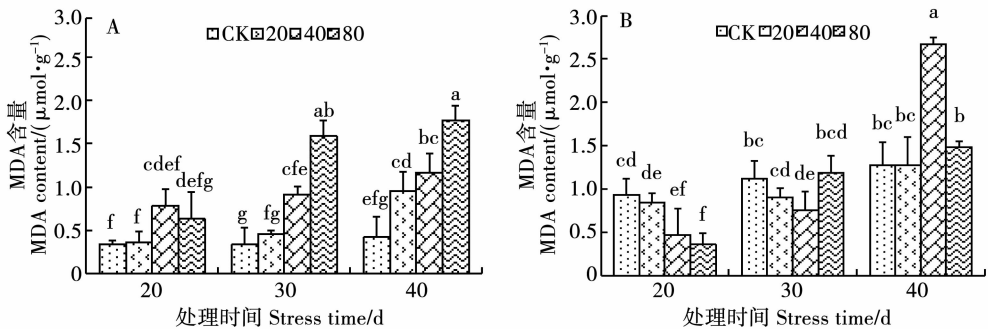 A
CK 20 40 80
MDA含量
MDA content/(μmol·g⁻¹)
3.0
2.5
2.0
1.5
1.0
0.5
0
f f cdef defg
g fg cfe ab
efg cd bc a
20 30 40
处理时间 Stress time/d
B
CK 20 40 80
MDA含量
MDA content/(μmol·g⁻¹)
3.0
2.5
2.0
1.5
1.0
0.5
0
cd de ef f
bc cd de bcd
bc bc a b
20 30 40
处理时间 Stress time/d